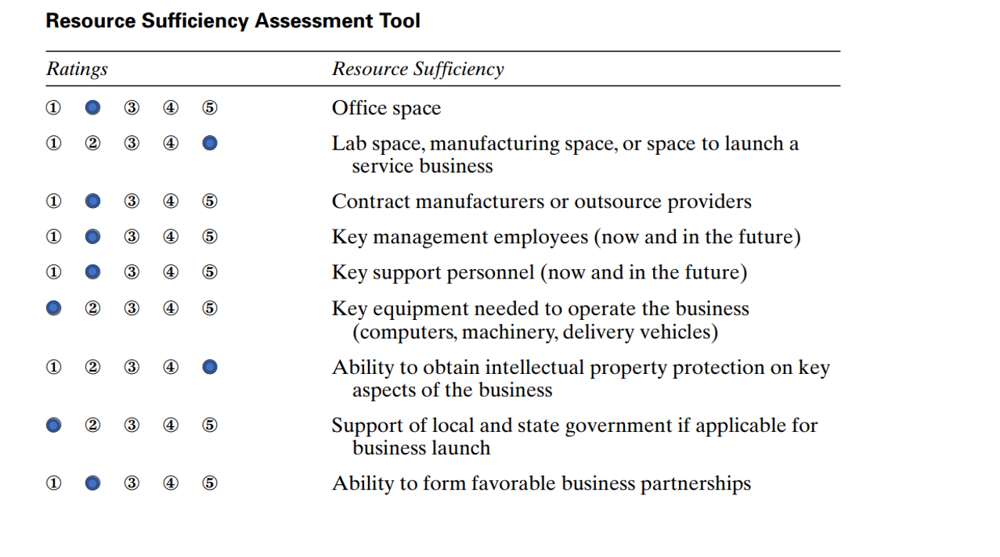 Resource Sufficiency Assessment Tool
Ratings Resource Sufficiency
① ③ ④ ⑤ Office space
① ② ③ ④ Lab space, manufacturing space, or space to launch a
service business
① ③ ④ ⑤ Contract manufacturers or outsource providers
① ③ ④ ⑤ Key management employees (now and in the future)
① ③ ④ ⑤ Key support personnel (now and in the future)
② ③ ④ ⑤ Key equipment needed to operate the business
(computers, machinery, delivery vehicles)
① ② ③ ④ Ability to obtain intellectual property protection on key
aspects of the business
② ③ ④ ⑤ Support of local and state government if applicable for
business launch
① ③ ④ ⑤ Ability to form favorable business partnerships